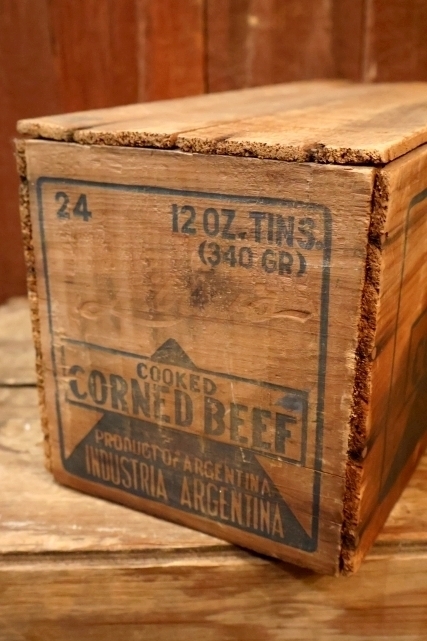 24
12 OZ. TINS.
(340 GR)
COOKED
CORNED BEEF
PRODUCT OF ARGENTINA
INDUSTRIA ARGENTINA